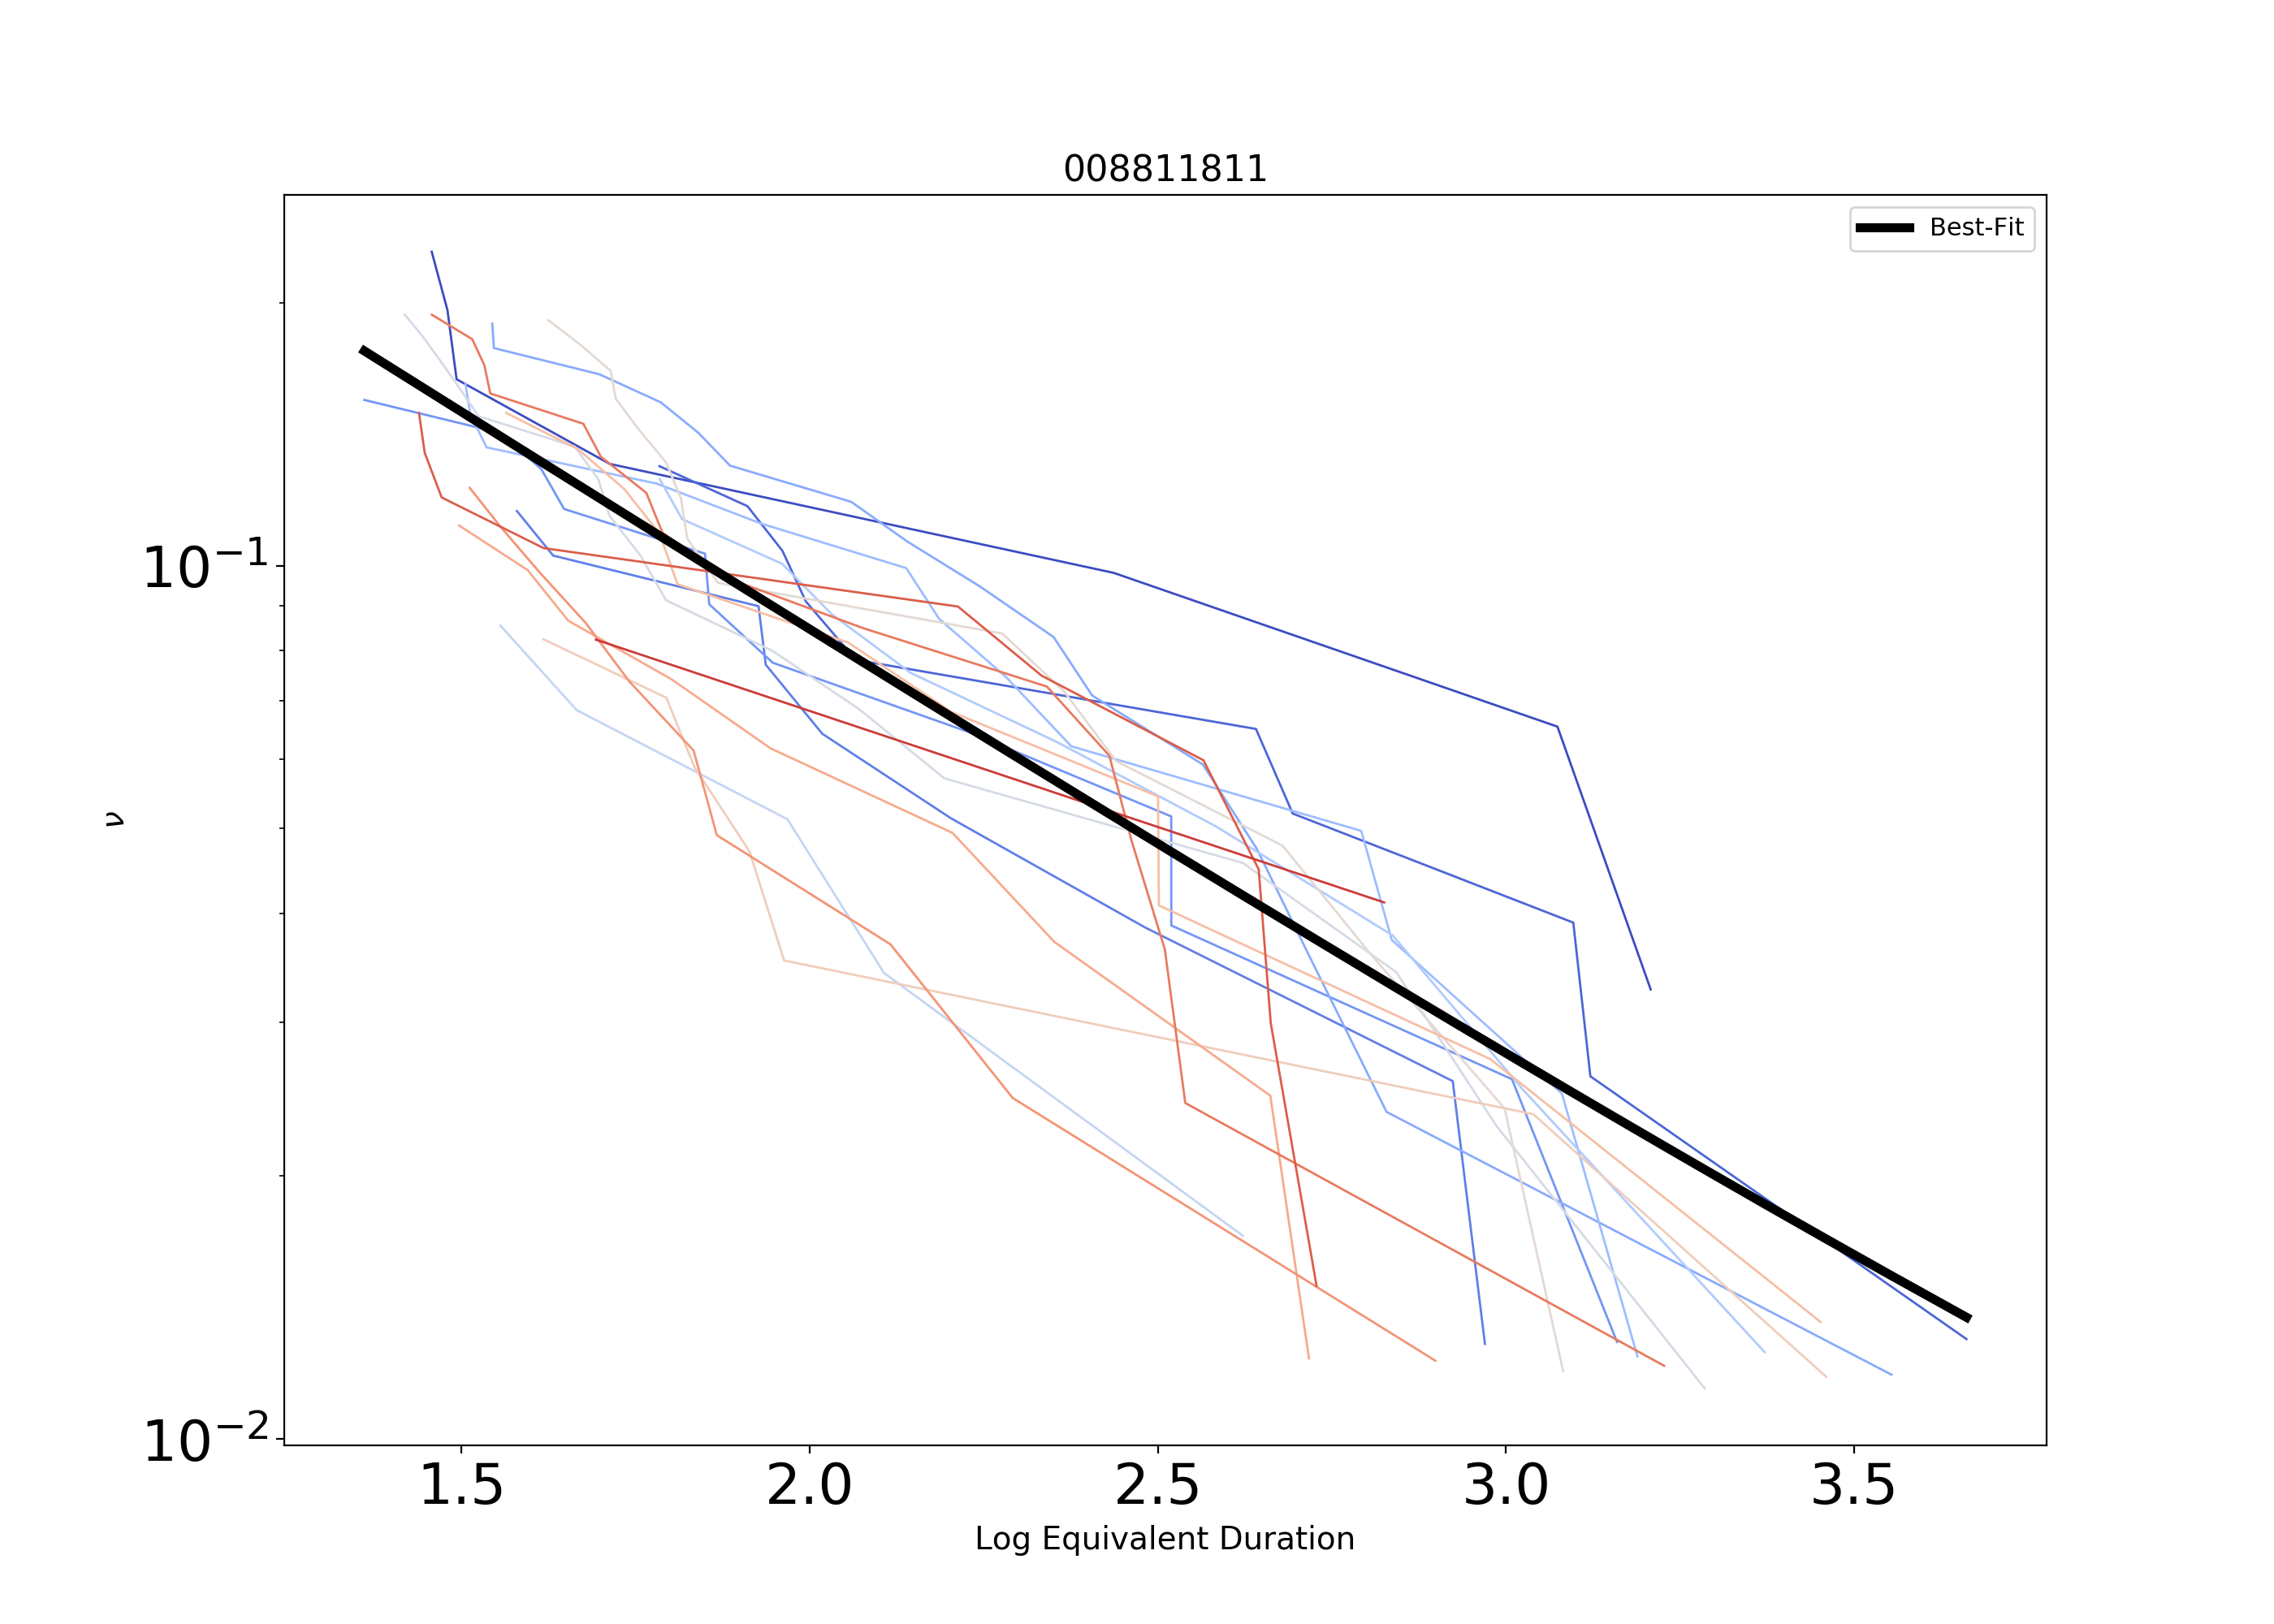 008811811
Best-Fit
10⁻¹
ν
10⁻²
1.5 2.0 2.5 3.0 3.5
Log Equivalent Duration